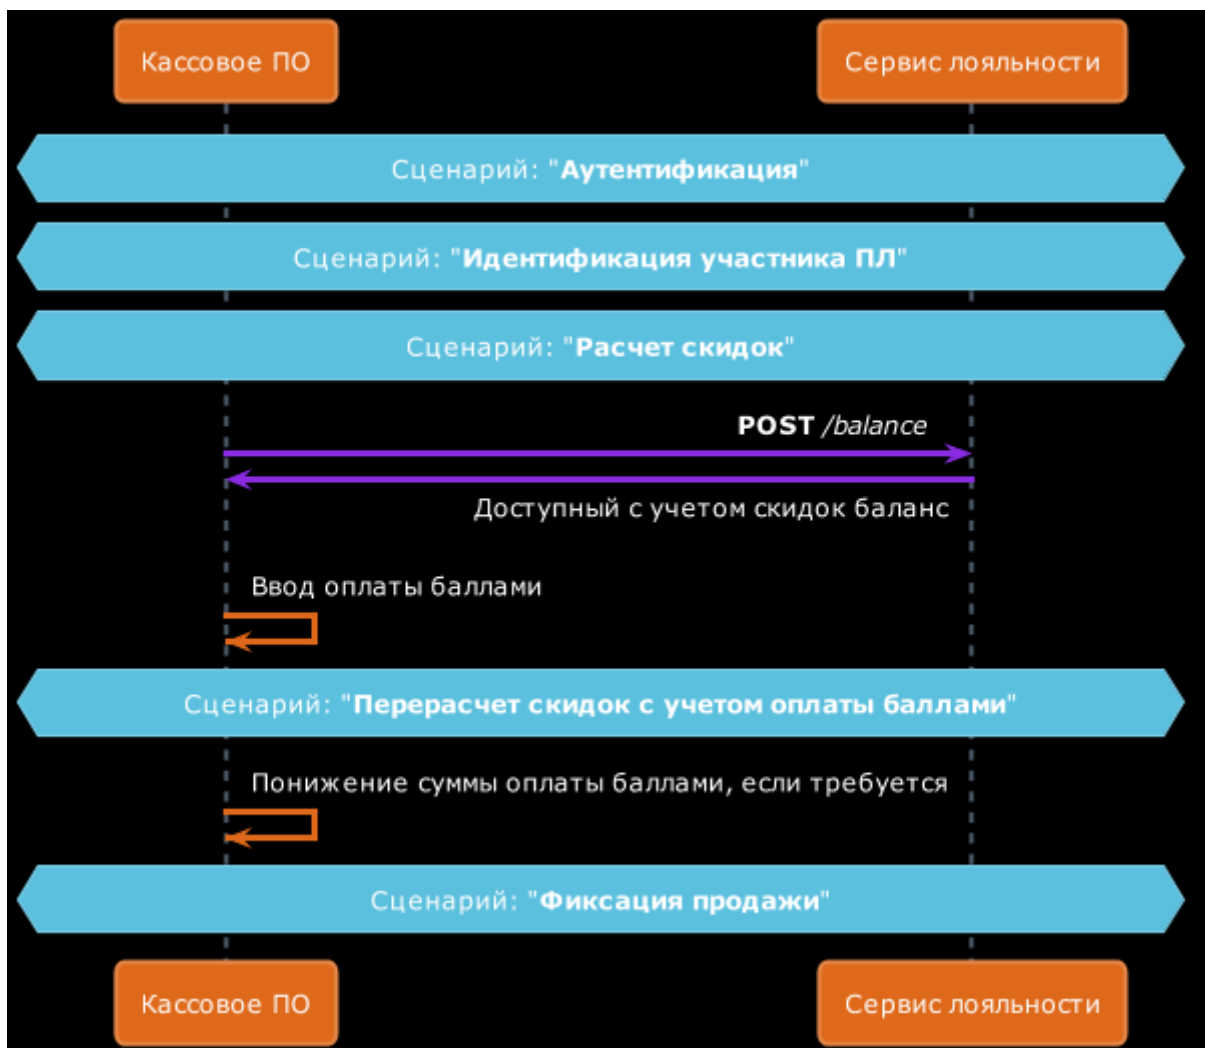 Кассовое ПО
Сервис лояльности
Сценарий: "Аутентификация"
Сценарий: "Идентификация участника ПЛ"
Сценарий: "Расчет скидок"
POST /balance
Доступный с учетом скидок баланс
Ввод оплаты баллами
Сценарий: "Перерасчет скидок с учетом оплаты баллами"
Понижение суммы оплаты баллами, если требуется
Сценарий: "Фиксация продажи"
Кассовое ПО
Сервис лояльности